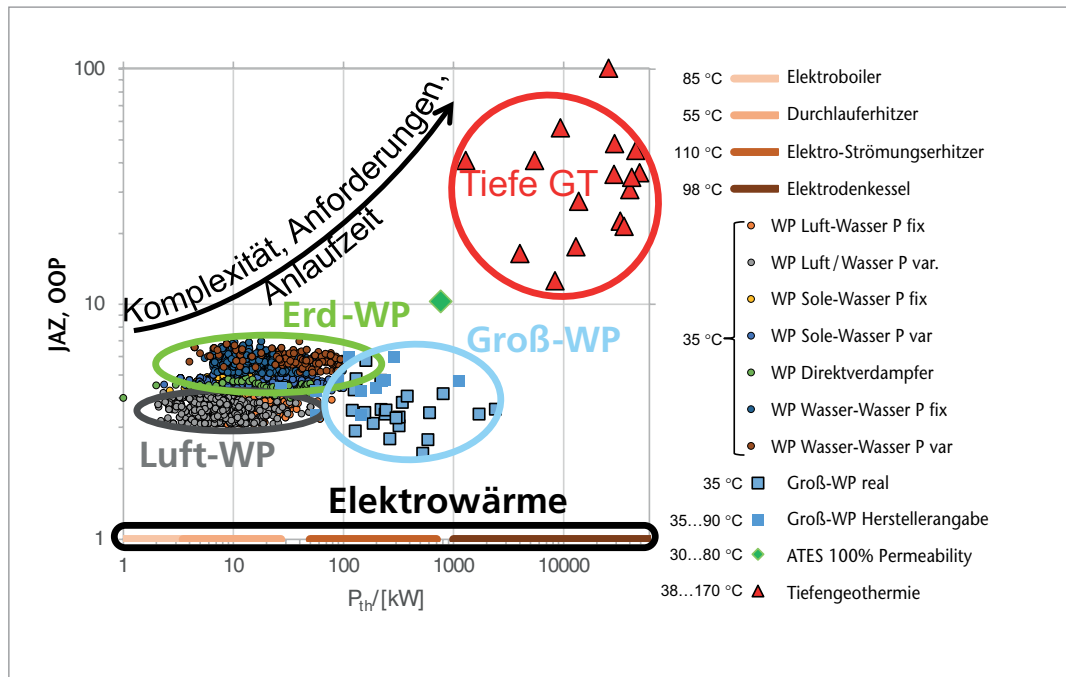 100
10
1
JAZ, OOP
1
10
100
1000
10000
P_th/[kW]
Komplexität, Anforderungen,
Anlaufzeit
Tiefe GT
Erd-WP
Groß-WP
Luft-WP
Elektrowärme
85 °C Elektroboiler
55 °C Durchlauferhitzer
110 °C Elektro-Strömungserhitzer
98 °C Elektrodenkessel
WP Luft-Wasser P fix
WP Luft/Wasser P var.
WP Sole-Wasser P fix
35 °C WP Sole-Wasser P var
WP Direktverdampfer
WP Wasser-Wasser P fix
WP Wasser-Wasser P var
35 °C Groß-WP real
35...90 °C Groß-WP Herstellerangabe
30...80 °C ATES 100% Permeability
38...170 °C Tiefengeothermie